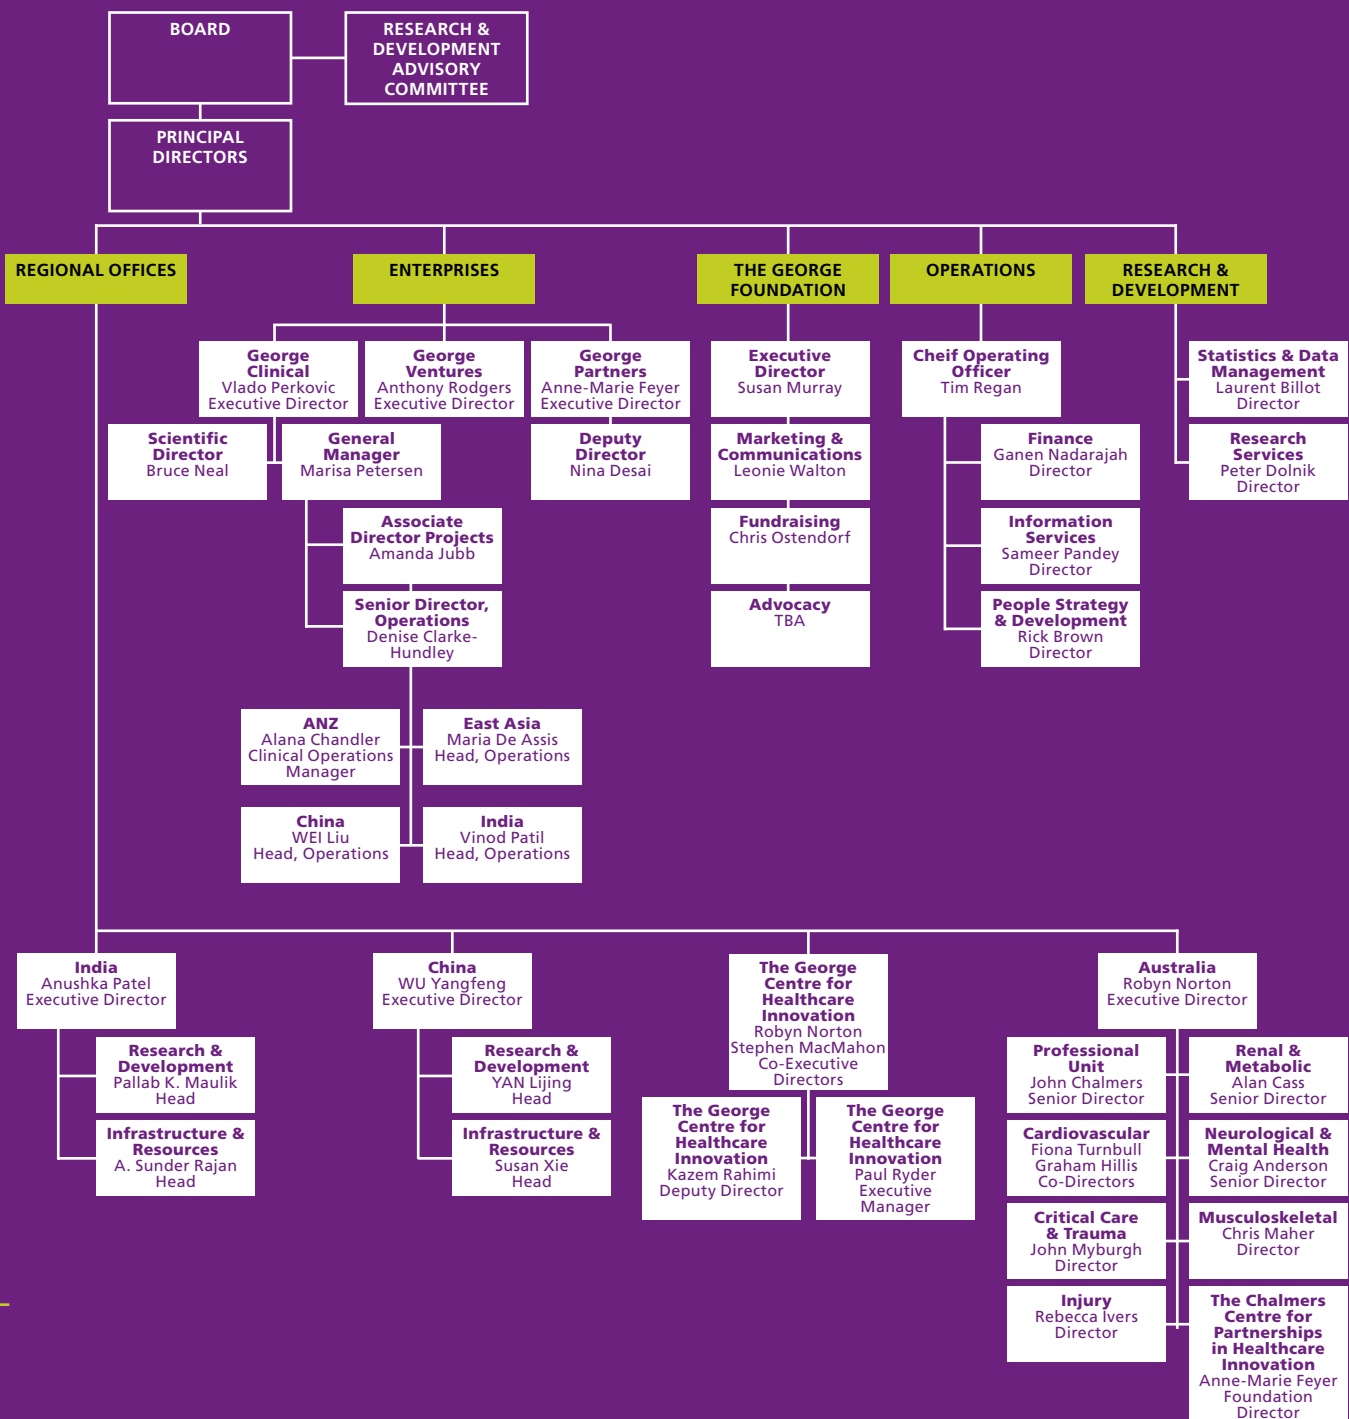 BOARD
RESEARCH &
DEVELOPMENT
ADVISORY
COMMITTEE
PRINCIPAL
DIRECTORS
REGIONAL OFFICES
ENTERPRISES
THE GEORGE
FOUNDATION
OPERATIONS
RESEARCH &
DEVELOPMENT
George
Clinical
Vlado Perkovic
Executive Director
George
Ventures
Anthony Rodgers
Executive Director
George
Partners
Anne-Marie Feyer
Executive Director
Executive
Director
Susan Murray
Cheif Operating
Officer
Tim Regan
Statistics & Data
Management
Laurent Billot
Director
Scientific
Director
Bruce Neal
General
Manager
Marisa Petersen
Deputy
Director
Nina Desai
Marketing &
Communications
Leonie Walton
Finance
Ganen Nadarajah
Director
Research
Services
Peter Dolnik
Director
Associate
Director Projects
Amanda Jubb
Fundraising
Chris Ostendorf
Information
Services
Sameer Pandey
Director
Senior Director,
Operations
Denise Clarke-
Hundley
Advocacy
TBA
People Strategy
& Development
Rick Brown
Director
ANZ
Alana Chandler
Clinical Operations
Manager
East Asia
Maria De Assis
Head, Operations
China
WEI Liu
Head, Operations
India
Vinod Patil
Head, Operations
India
Anushka Patel
Executive Director
China
WU Yangfeng
Executive Director
The George
Centre for
Healthcare
Innovation
Robyn Norton
Stephen MacMahon
Co-Executive
Directors
Australia
Robyn Norton
Executive Director
Research &
Development
Pallab K. Maulik
Head
Research &
Development
YAN Lijing
Head
Professional
Unit
John Chalmers
Senior Director
Renal &
Metabolic
Alan Cass
Senior Director
Infrastructure &
Resources
A. Sunder Rajan
Head
Infrastructure &
Resources
Susan Xie
Head
The George
Centre for
Healthcare
Innovation
Kazem Rahimi
Deputy Director
The George
Centre for
Healthcare
Innovation
Paul Ryder
Executive
Manager
Cardiovascular
Fiona Turnbull
Graham Hillis
Co-Directors
Neurological &
Mental Health
Craig Anderson
Senior Director
Critical Care
& Trauma
John Myburgh
Director
Musculoskeletal
Chris Maher
Director
Injury
Rebecca Ivers
Director
The Chalmers
Centre for
Partnerships
in Healthcare
Innovation
Anne-Marie Feyer
Foundation
Director